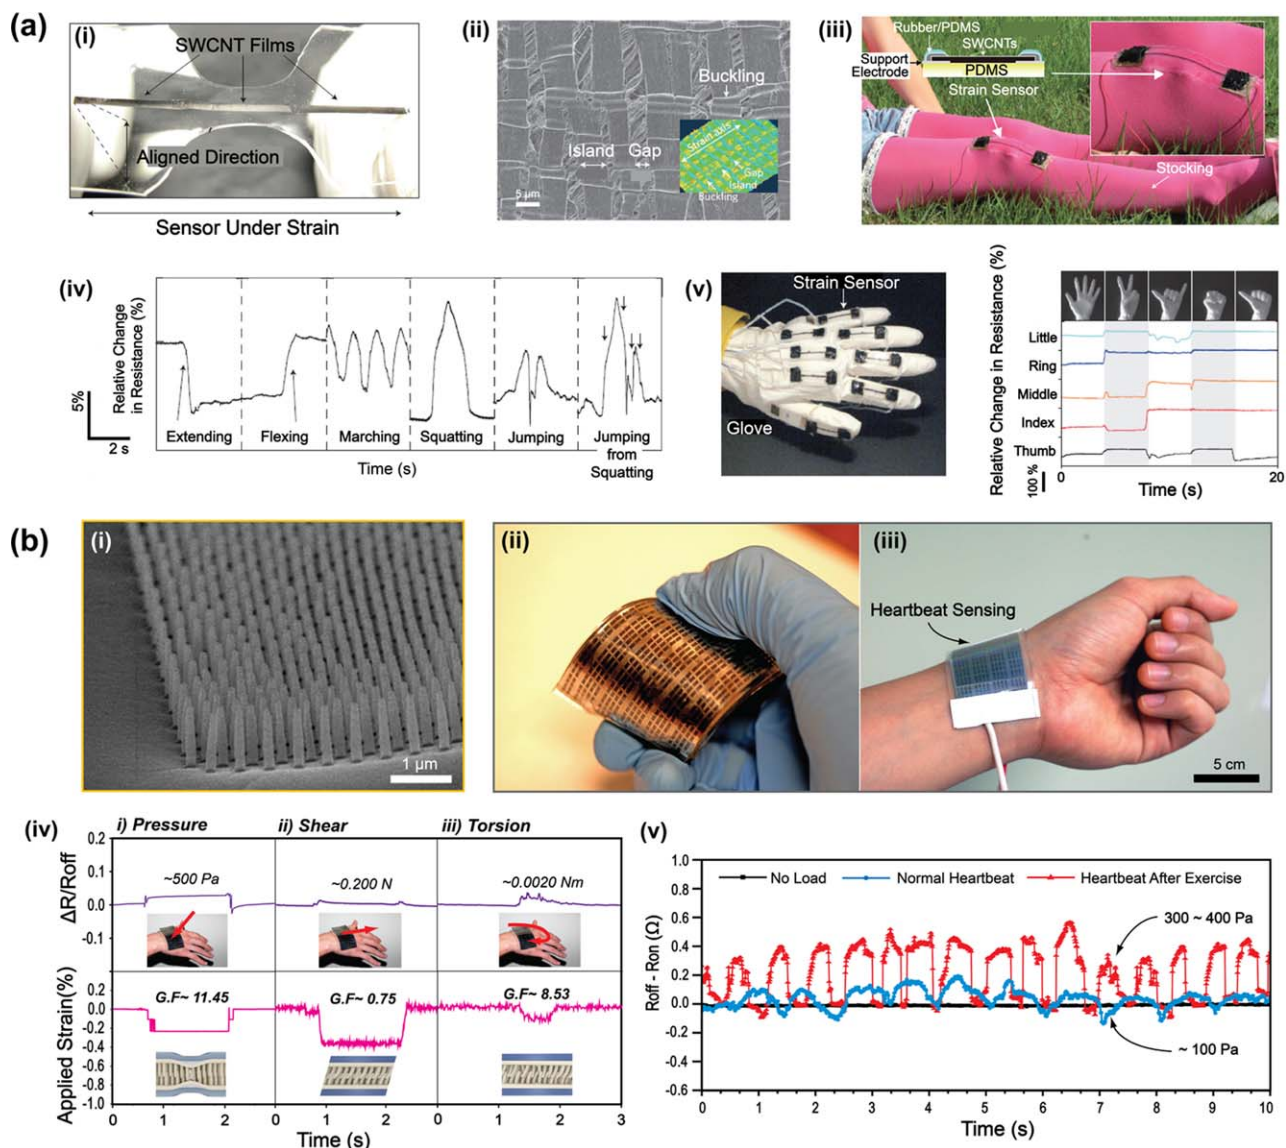 (a)
(i)
SWCNT Films
Aligned Direction
Sensor Under Strain
(ii)
Buckling
Island
Gap
5 µm
Strain axis
Gap
Island
Buckling
(iii)
Rubber/PDMS
SWCNTs
Support
Electrode
PDMS
Strain Sensor
Stocking
(iv)
Relative Change
in Resistance (%)
5%
2 s
Extending
Flexing
Marching
Squatting
Jumping
Jumping
from
Squatting
Time (s)
(v)
Strain Sensor
Glove
Relative Change in Resistance (%)
Little
Ring
Middle
Index
Thumb
100 %
0
20
Time (s)
(b)
(i)
1 µm
(ii)
(iii)
Heartbeat Sensing
5 cm
(iv)
i) Pressure
ii) Shear
iii) Torsion
ΔR/Roff
0.2
0.1
0.0
-0.1
~500 Pa
~0.200 N
~0.0020 Nm
Applied Strain(%)
0.2
0.0
-0.2
-0.4
-0.6
-0.8
-1.0
G.F~ 11.45
G.F~ 0.75
G.F~ 8.53
0
1
2
1
2
1
2
3
Time (s)
(v)
Roff - Ron (Ω)
1.0
0.8
0.6
0.4
0.2
0.0
-0.2
-0.4
-0.6
No Load
Normal Heartbeat
Heartbeat After Exercise
300 ~ 400 Pa
~ 100 Pa
0
1
2
3
4
5
6
7
8
9
10
Time (s)